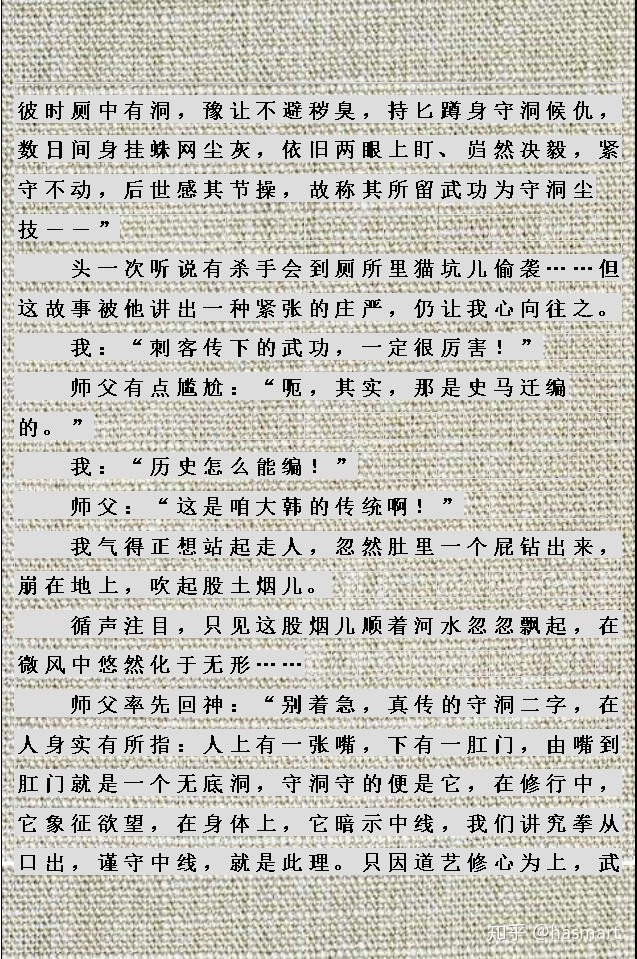 彼时厕中有洞，豫让不避秽臭，持匕蹲身守洞候仇，
数日间身挂蛛网尘灰，依旧两眼上盯、岿然决毅，紧
守不动，后世感其节操，故称其所留武功为守洞尘
技——”
头一次听说有杀手会到厕所里猫坑儿偷袭……但
这故事被他讲出一种紧张的庄严，仍让我心向往之。
我：“刺客传下的武功，一定很厉害！”
师父有点尴尬：“呃，其实，那是史马迁编
的。”
我：“历史怎么能编！”
师父：“这是咱大韩的传统啊！”
我气得正想站起走人，忽然肚里一个屁钻出来，
崩在地上，吹起股土烟儿。
循声注目，只见这股烟儿顺着河水忽忽飘起，在
微风中悠然化于无形……
师父率先回神：“别着急，真传的守洞二字，在
人身实有所指：人上有一张嘴，下有一肛门，由嘴到
肛门就是一个无底洞，守洞守的便是它，在修行中，
它象征欲望，在身体上，它暗示中线，我们讲究拳从
口出，谨守中线，就是此理。只因道艺修心为上，武
知乎 @hasmart